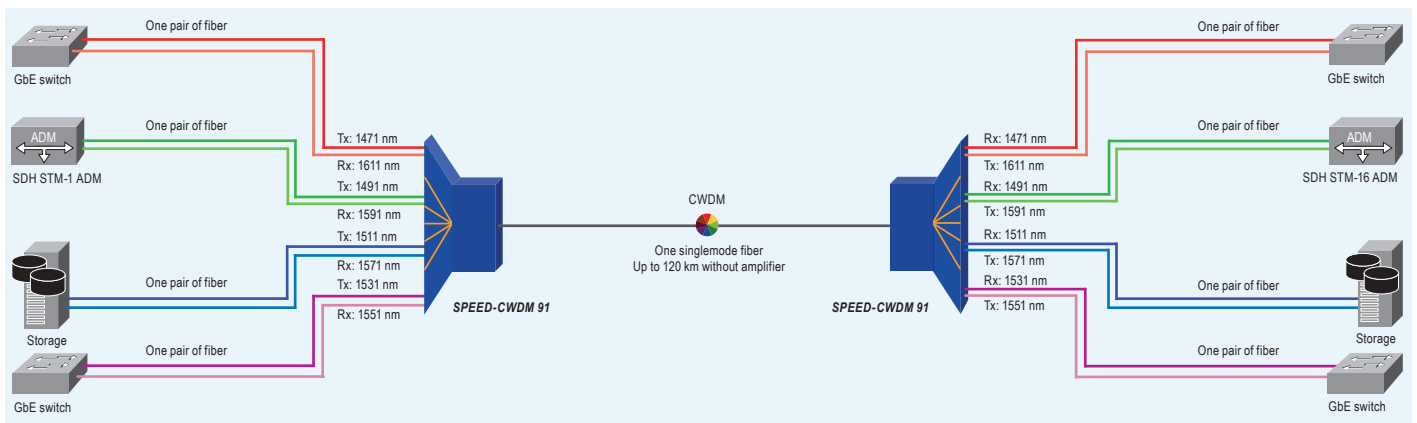 One pair of fiber
GbE switch
One pair of fiber
ADM
SDH STM-1 ADM
One pair of fiber
Storage
One pair of fiber
GbE switch
Tx: 1471 nm
Rx: 1611 nm
Tx: 1491 nm
Rx: 1591 nm
Tx: 1511 nm
Rx: 1571 nm
Tx: 1531 nm
Rx: 1551 nm
SPEED-CWDM 91
CWDM
One singlemode fiber
Up to 120 km without amplifier
SPEED-CWDM 91
Rx: 1471 nm
Tx: 1611 nm
Rx: 1491 nm
Tx: 1591 nm
Rx: 1511 nm
Tx: 1571 nm
Rx: 1531 nm
Tx: 1551 nm
One pair of fiber
GbE switch
One pair of fiber
ADM
SDH STM-16 ADM
One pair of fiber
Storage
One pair of fiber
GbE switch